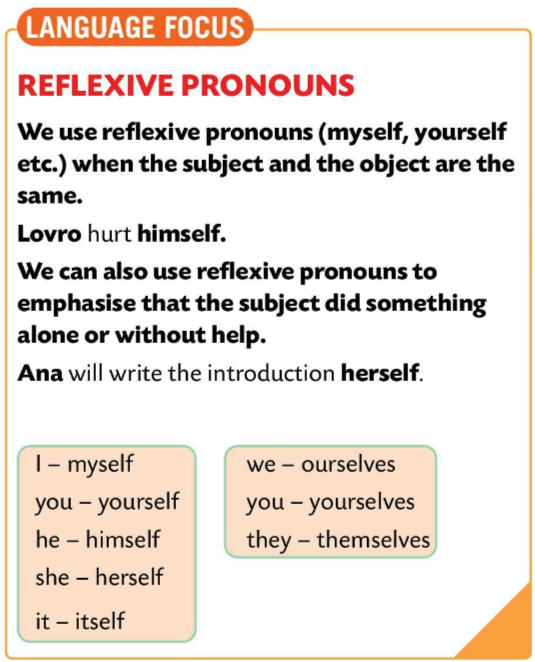 LANGUAGE FOCUS
REFLEXIVE PRONOUNS
We use reflexive pronouns (myself, yourself
etc.) when the subject and the object are the
same.
Lovro hurt himself.
We can also use reflexive pronouns to
emphasise that the subject did something
alone or without help.
Ana will write the introduction herself.
I – myself
you – yourself
he – himself
she – herself
it – itself
we – ourselves
you – yourselves
they – themselves